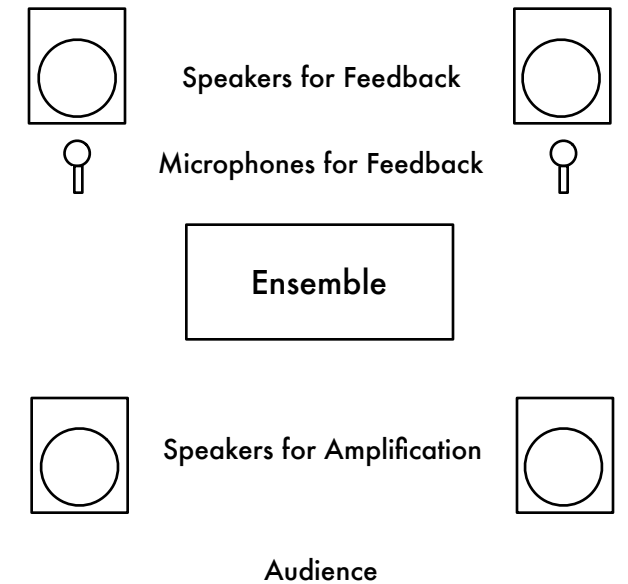 Speakers for Feedback
Microphones for Feedback
Ensemble
Speakers for Amplification
Audience